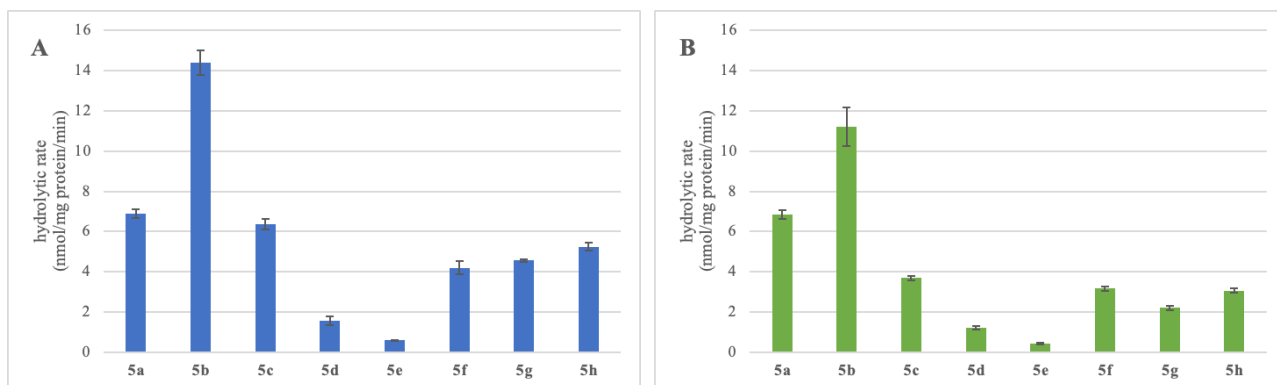 A
hydrolytic rate
(nmol/mg protein/min)
16
14
12
10
8
6
4
2
0
5a 5b 5c 5d 5e 5f 5g 5h
B
hydrolytic rate
(nmol/mg protein/min)
16
14
12
10
8
6
4
2
0
5a 5b 5c 5d 5e 5f 5g 5h